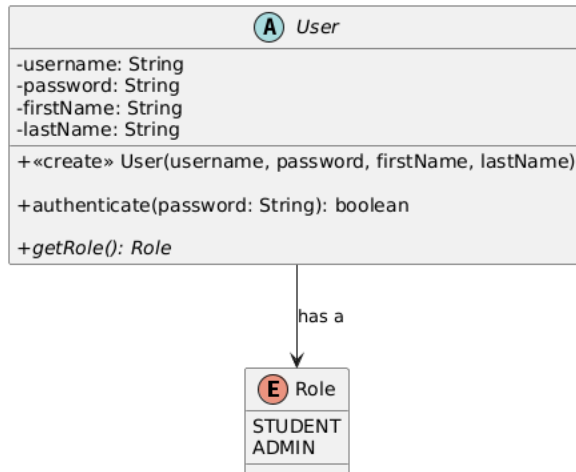 A User
-username: String
-password: String
-firstName: String
-lastName: String
+«create» User(username, password, firstName, lastName)
+authenticate(password: String): boolean
+getRole(): Role
has a
E Role
STUDENT
ADMIN